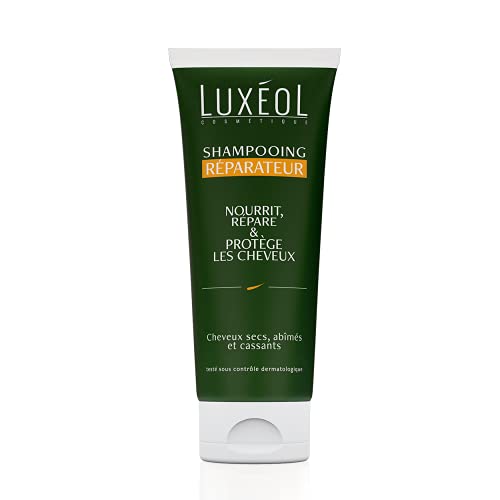 LUXÉOL
COSMÉTIQUE
SHAMPOOING
RÉPARATEUR
NOURRIT,
RÉPARE
&
PROTÈGE
LES CHEVEUX
Cheveux secs, abîmés
et cassants
testé sous contrôle dermatologique